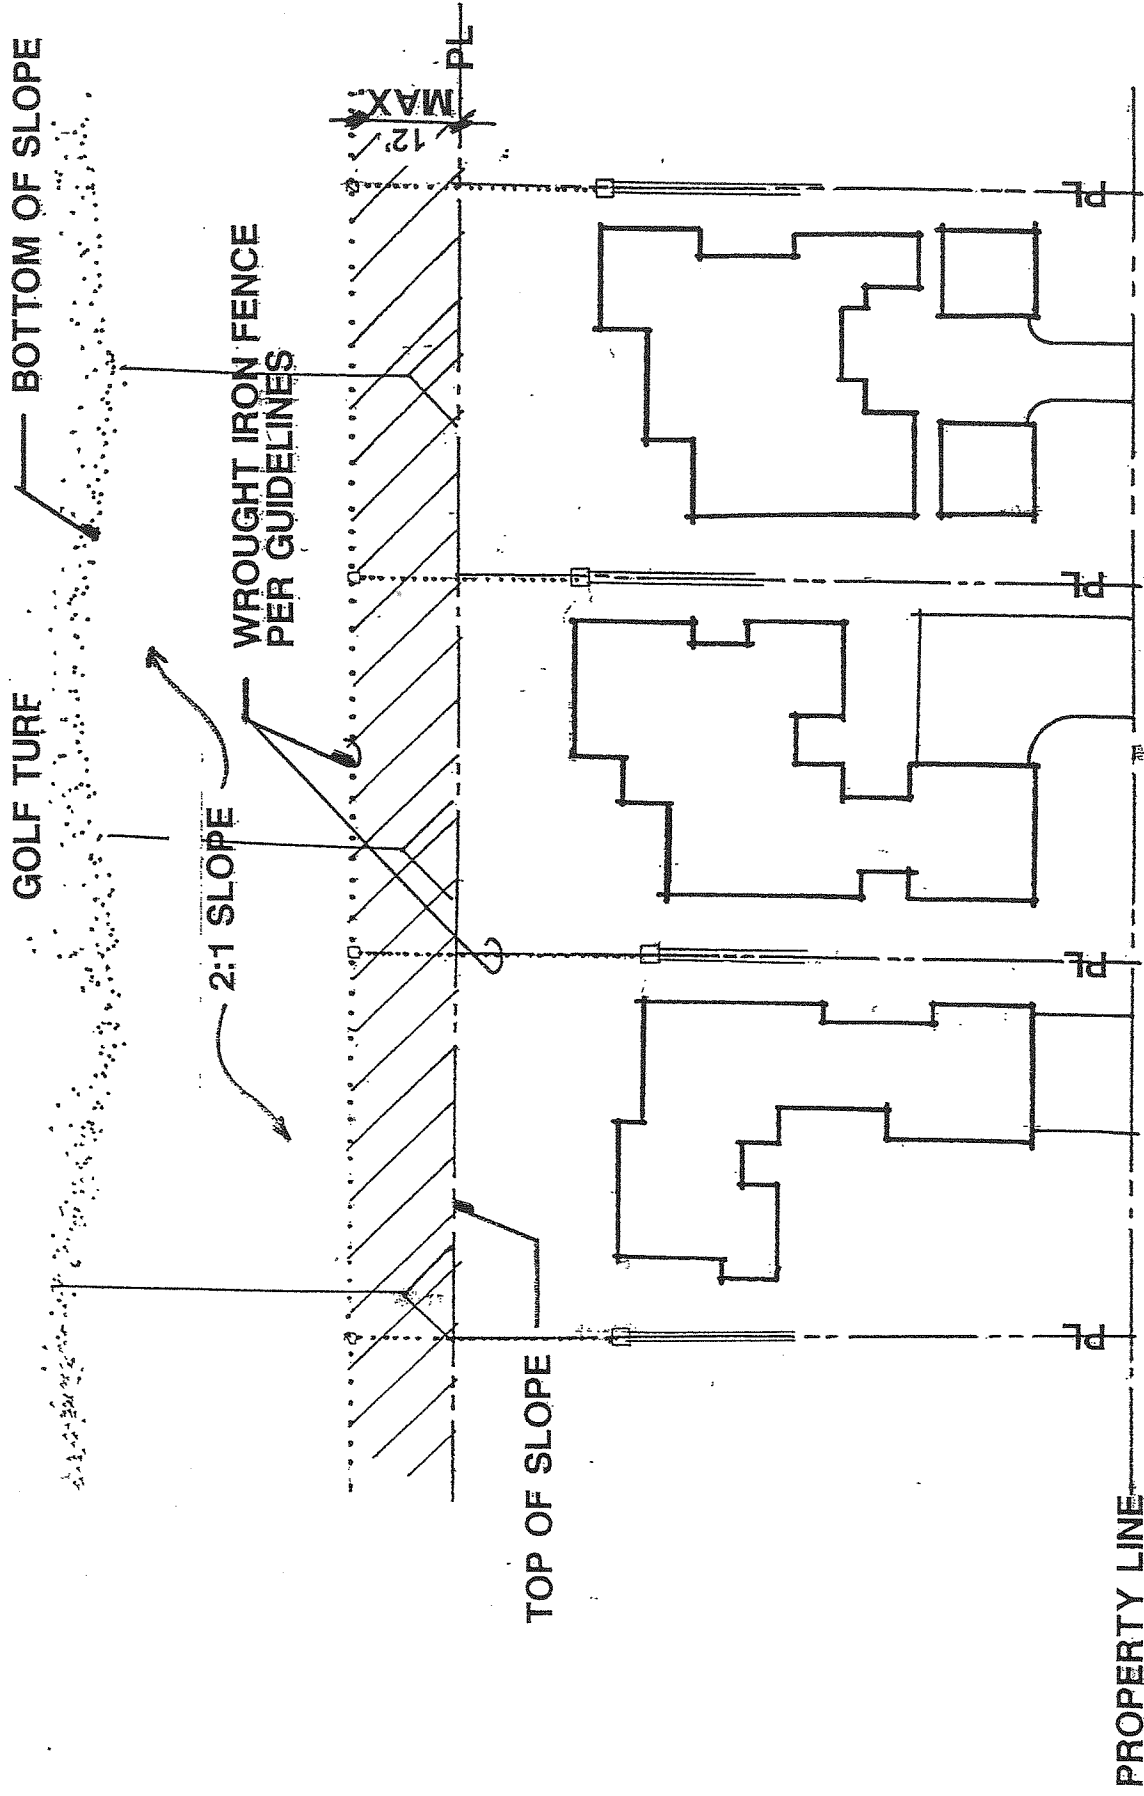 GOLF TURF
BOTTOM OF SLOPE
2:1 SLOPE
WROUGHT IRON FENCE
PER GUIDELINES
12'
MAX
PL
TOP OF SLOPE
PL
PL
PL
PL
PROPERTY LINE